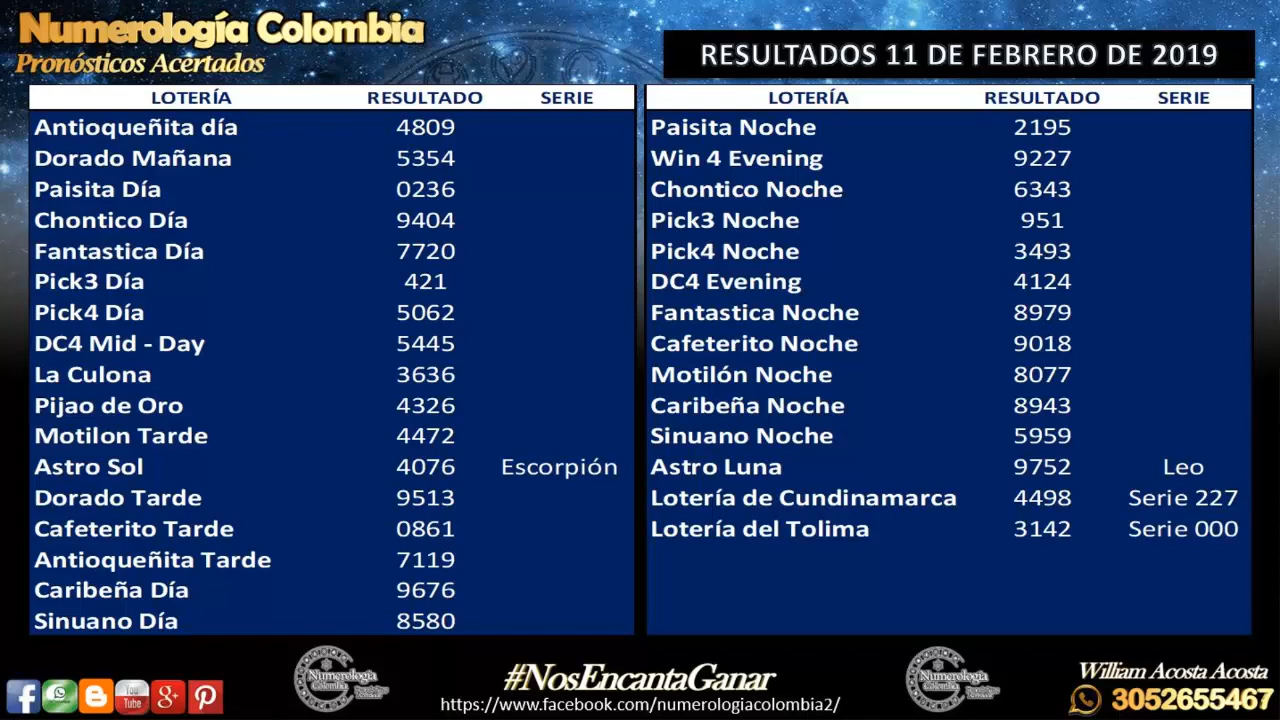 Numerología Colombia
Pronósticos Acertados
RESULTADOS 11 DE FEBRERO DE 2019
LOTERÍA RESULTADO SERIE
Antioqueñita día 4809
Dorado Mañana 5354
Paisita Día 0236
Chontico Día 9404
Fantastica Día 7720
Pick3 Día 421
Pick4 Día 5062
DC4 Mid - Day 5445
La Culona 3636
Pijao de Oro 4326
Motilon Tarde 4472
Astro Sol 4076 Escorpión
Dorado Tarde 9513
Cafeterito Tarde 0861
Antioqueñita Tarde 7119
Caribeña Día 9676
Sinuano Día 8580
LOTERÍA RESULTADO SERIE
Paisita Noche 2195
Win 4 Evening 9227
Chontico Noche 6343
Pick3 Noche 951
Pick4 Noche 3493
DC4 Evening 4124
Fantastica Noche 8979
Cafeterito Noche 9018
Motilón Noche 8077
Caribeña Noche 8943
Sinuano Noche 5959
Astro Luna 9752 Leo
Lotería de Cundinamarca 4498 Serie 227
Lotería del Tolima 3142 Serie 000
You
Tube
Numerología
Colombia
#NosEncantaGanar
https://www.facebook.com/numerologiacolombia2/
Numerología
Colombia
William Acosta Acosta
3052655467